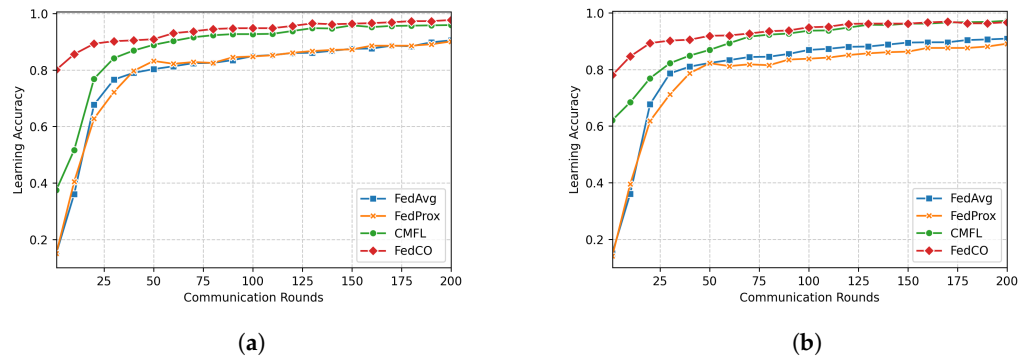 1.0
0.8
0.6
0.4
0.2
Learning Accuracy
25 50 75 100 125 150 175 200
Communication Rounds
FedAvg
FedProx
CMFL
FedCO
(a)
1.0
0.8
0.6
0.4
0.2
Learning Accuracy
25 50 75 100 125 150 175 200
Communication Rounds
FedAvg
FedProx
CMFL
FedCO
(b)